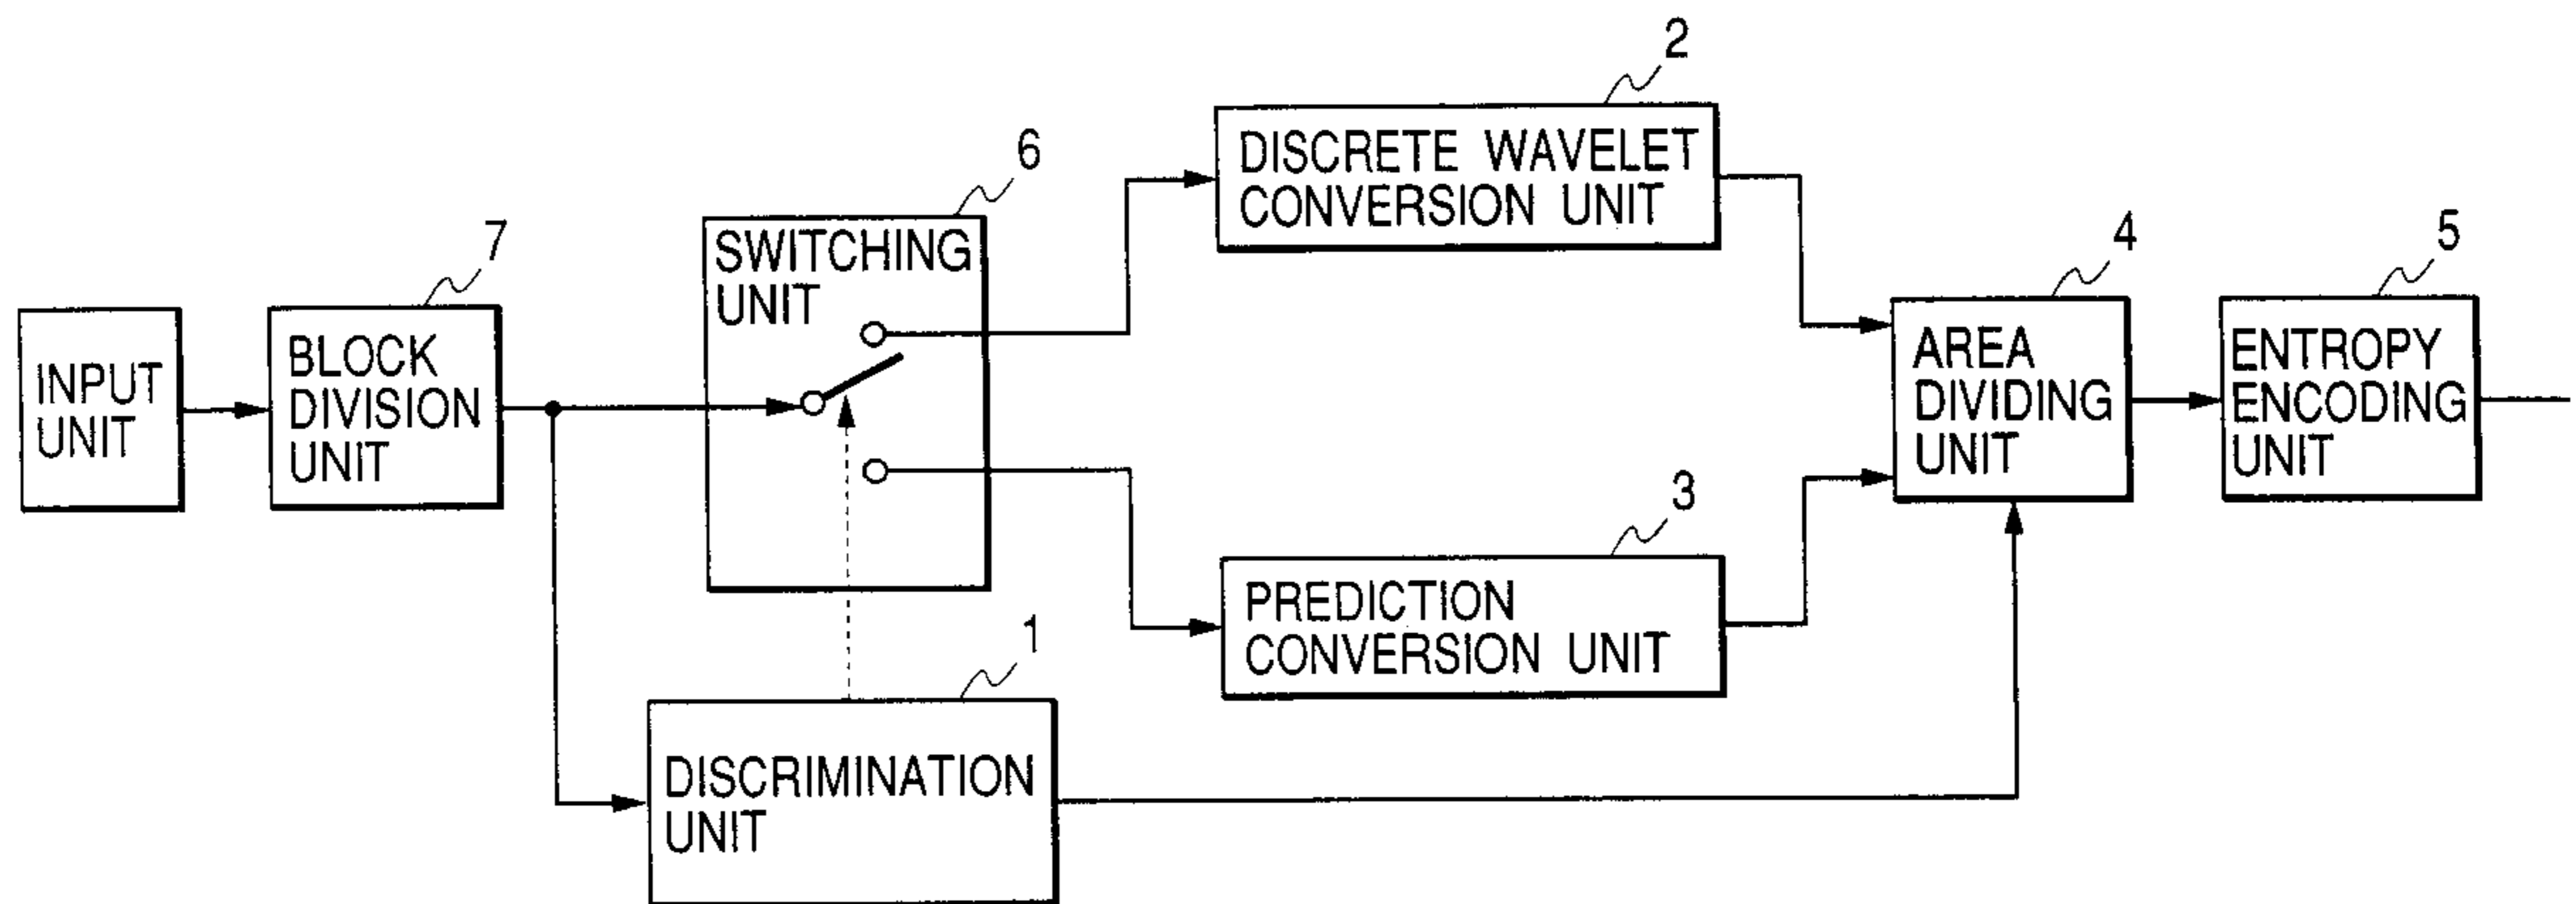 INPUT
UNIT
7
BLOCK
DIVISION
UNIT
6
SWITCHING
UNIT
2
DISCRETE WAVELET
CONVERSION UNIT
3
PREDICTION
CONVERSION UNIT
1
DISCRIMINATION
UNIT
4
AREA
DIVIDING
UNIT
5
ENTROPY
ENCODING
UNIT